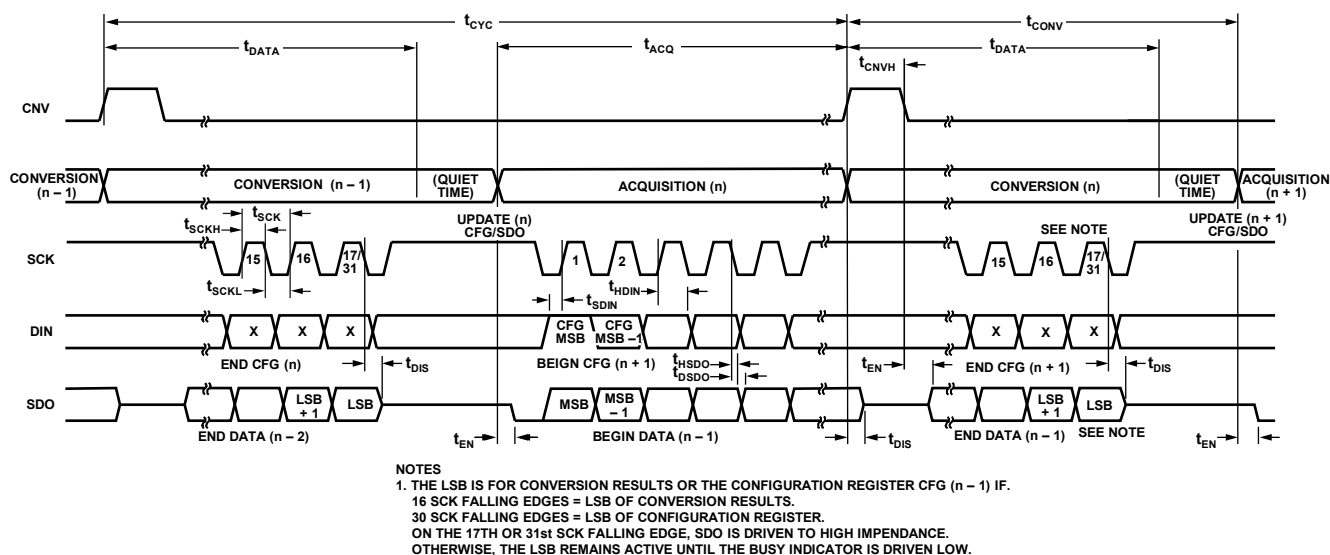 tCYC tCONV
tDATA tACQ tDATA
tCNVH
CNV
CONVERSION (n – 1) CONVERSION (n – 1) (QUIET TIME) ACQUISITION (n) CONVERSION (n) (QUIET TIME) ACQUISITION (n + 1)
UPDATE (n) CFG/SDO UPDATE (n + 1) CFG/SDO
tSCK
tSCKH
SEE NOTE
SCK 15 16 17/31 1 2 15 16 17/31
tSCKL tHDIN
tSDIN
DIN X X X CFG MSB CFG MSB –1 X X X
END CFG (n) tDIS BEIGN CFG (n + 1) tHSDO tEN END CFG (n + 1) tDIS
tDSDO
SDO LSB + 1 LSB MSB MSB –1 LSB + 1 LSB
END DATA (n – 2) tEN BEGIN DATA (n – 1) tDIS END DATA (n – 1) SEE NOTE tEN
NOTES
1. THE LSB IS FOR CONVERSION RESULTS OR THE CONFIGURATION REGISTER CFG (n – 1) IF.
16 SCK FALLING EDGES = LSB OF CONVERSION RESULTS.
30 SCK FALLING EDGES = LSB OF CONFIGURATION REGISTER.
ON THE 17TH OR 31st SCK FALLING EDGE, SDO IS DRIVEN TO HIGH IMPENDANCE.
OTHERWISE, THE LSB REMAINS ACTIVE UNTIL THE BUSY INDICATOR IS DRIVEN LOW.